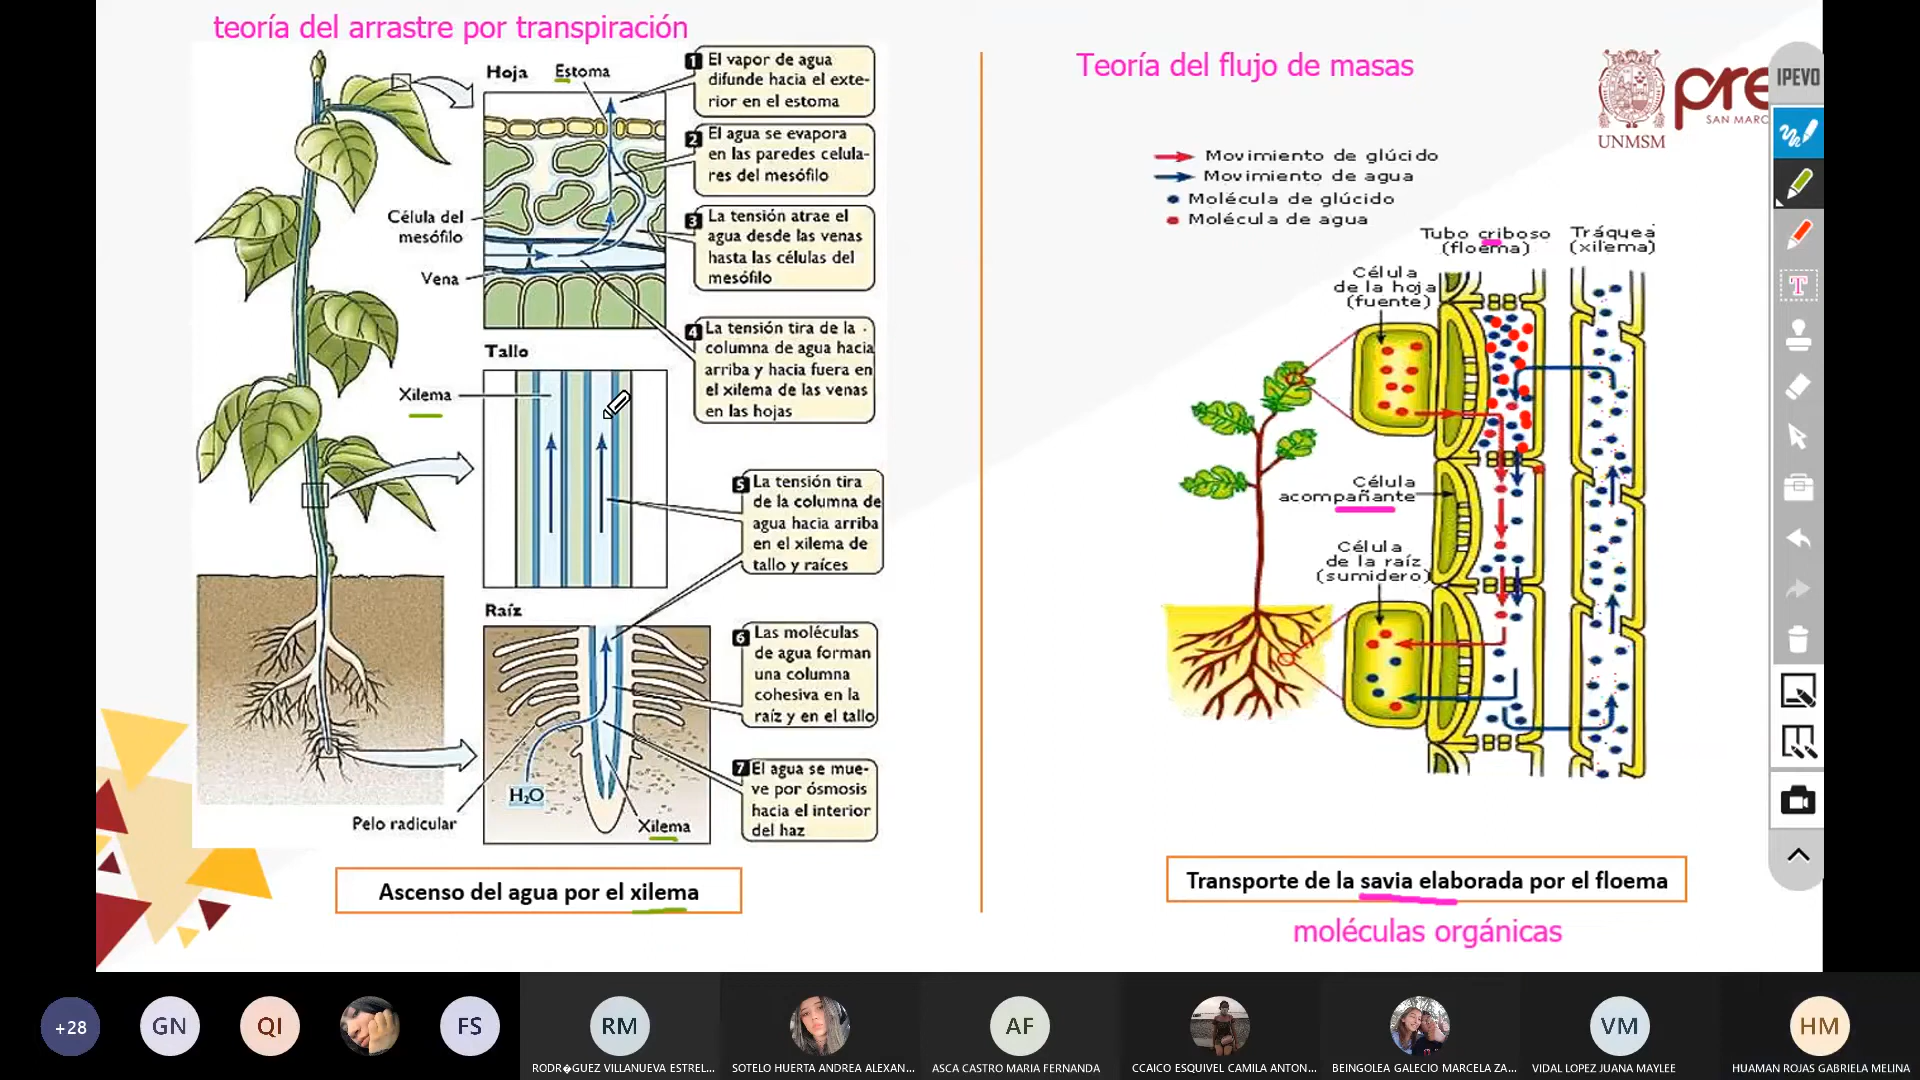 teoría del arrastre por transpiración
Hoja
Estoma
Célula del
mesófilo
Vena
1 El vapor de agua
difunde hacia el exte-
rior en el estoma
2 El agua se evapora
en las paredes celula-
res del mesófilo
3 La tensión atrae el
agua desde las venas
hasta las células del
mesófilo
4 La tensión tira de la
columna de agua hacia
arriba y hacia fuera en
el xilema de las venas
en las hojas
Tallo
Xilema
5 La tensión tira
de la columna de
agua hacia arriba
en el xilema de
tallo y raíces
Raíz
6 Las moléculas
de agua forman
una columna
cohesiva en la
raíz y en el tallo
7 El agua se mue-
ve por ósmosis
hacia el interior
del haz
H₂O
Pelo radicular
Xilema
Ascenso del agua por el xilema
Teoría del flujo de masas
UNMSM
pre
SAN MARC
IPEVO
Movimiento de glúcido
Movimiento de agua
Molécula de glúcido
Molécula de agua
Tubo criboso
(floema)
Tráquea
(xilema)
Célula
de la hoja
(fuente)
Célula
acompañante
Célula
de la raíz
(sumidero)
Transporte de la savia elaborada por el floema
moléculas orgánicas
T
+28
GN
QI
FS
RM
AF
VM
HM
RODR�GUEZ VILLANUEVA ESTREL...
SOTELO HUERTA ANDREA ALEXAN...
ASCA CASTRO MARIA FERNANDA
CCAICO ESQUIVEL CAMILA ANTON...
BEINGOLEA GALECIO MARCELA ZA...
VIDAL LOPEZ JUANA MAYLEE
HUAMAN ROJAS GABRIELA MELINA